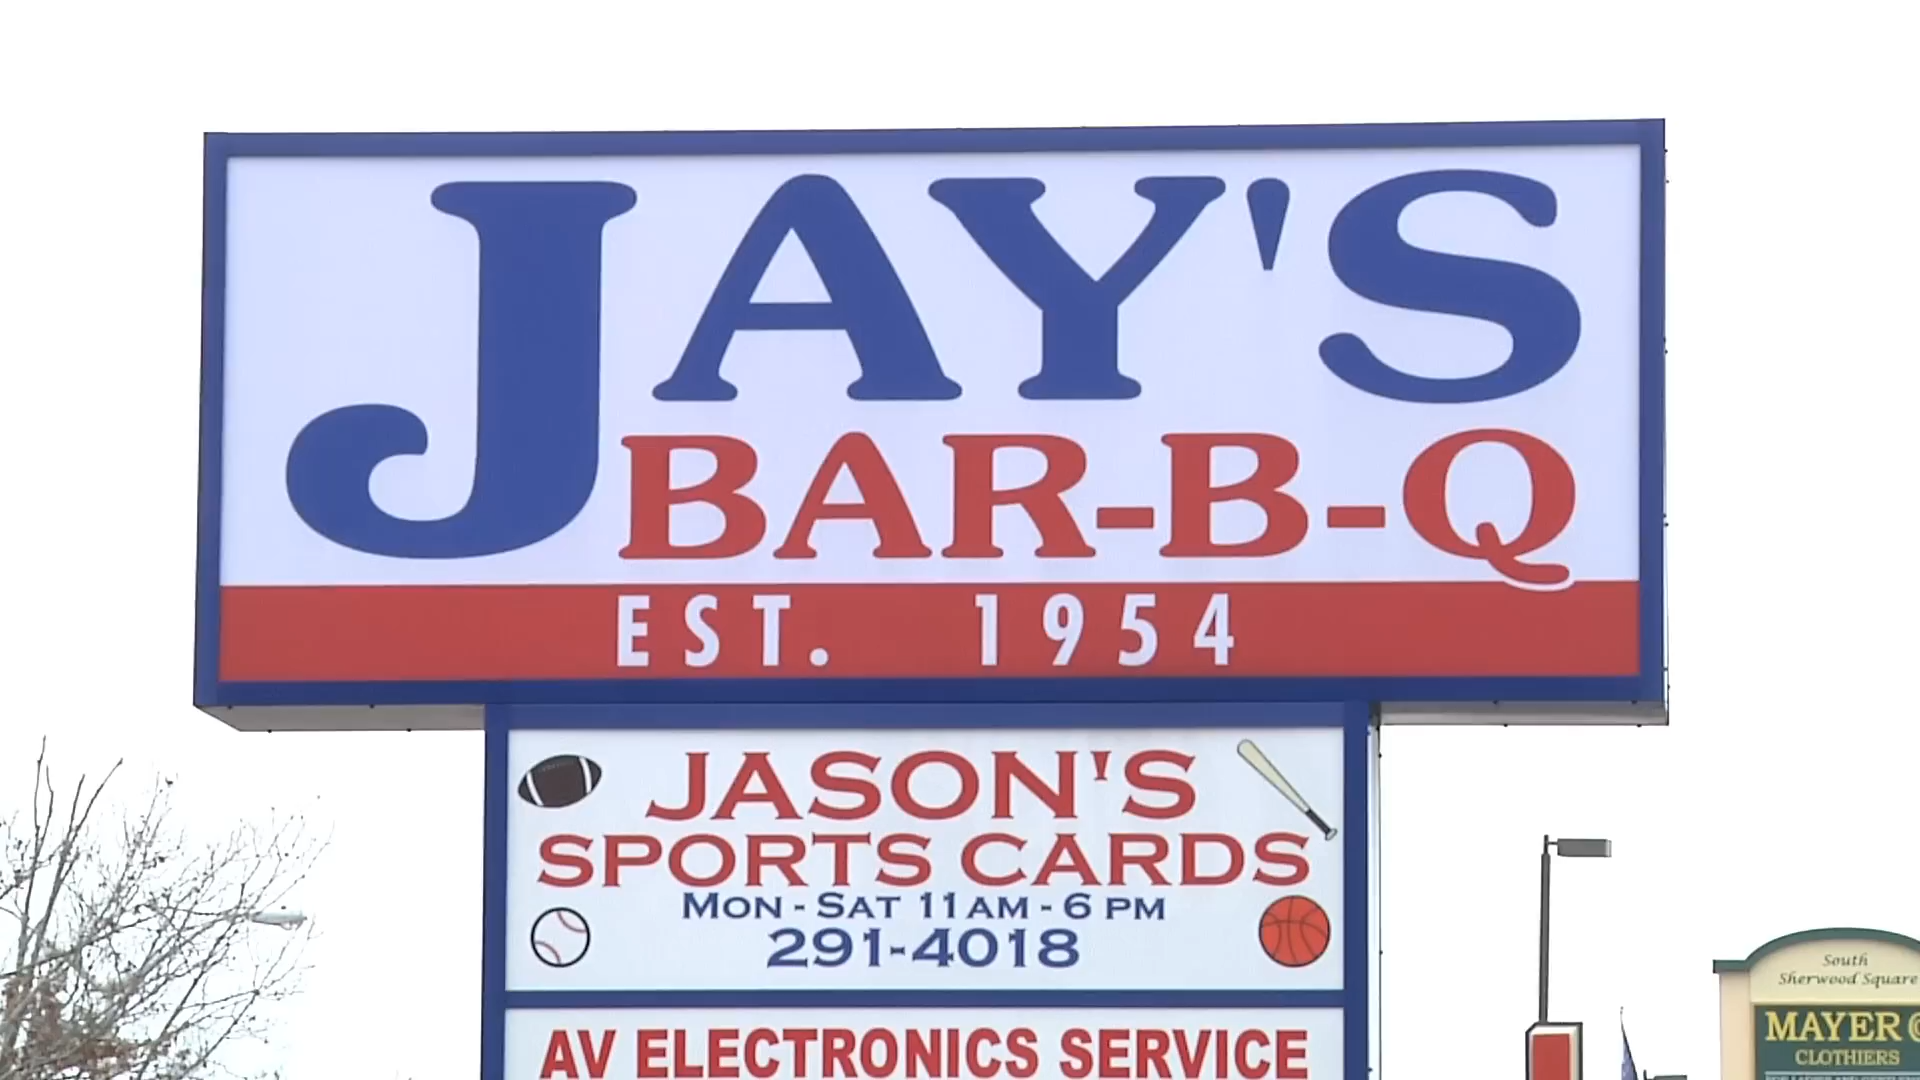 JAY'S
BAR-B-Q
EST. 1954
JASON'S
SPORTS CARDS
MON - SAT 11AM - 6 PM
291-4018
AV ELECTRONICS SERVICE
South
Sherwood Square
MAYER
CLOTHIERS